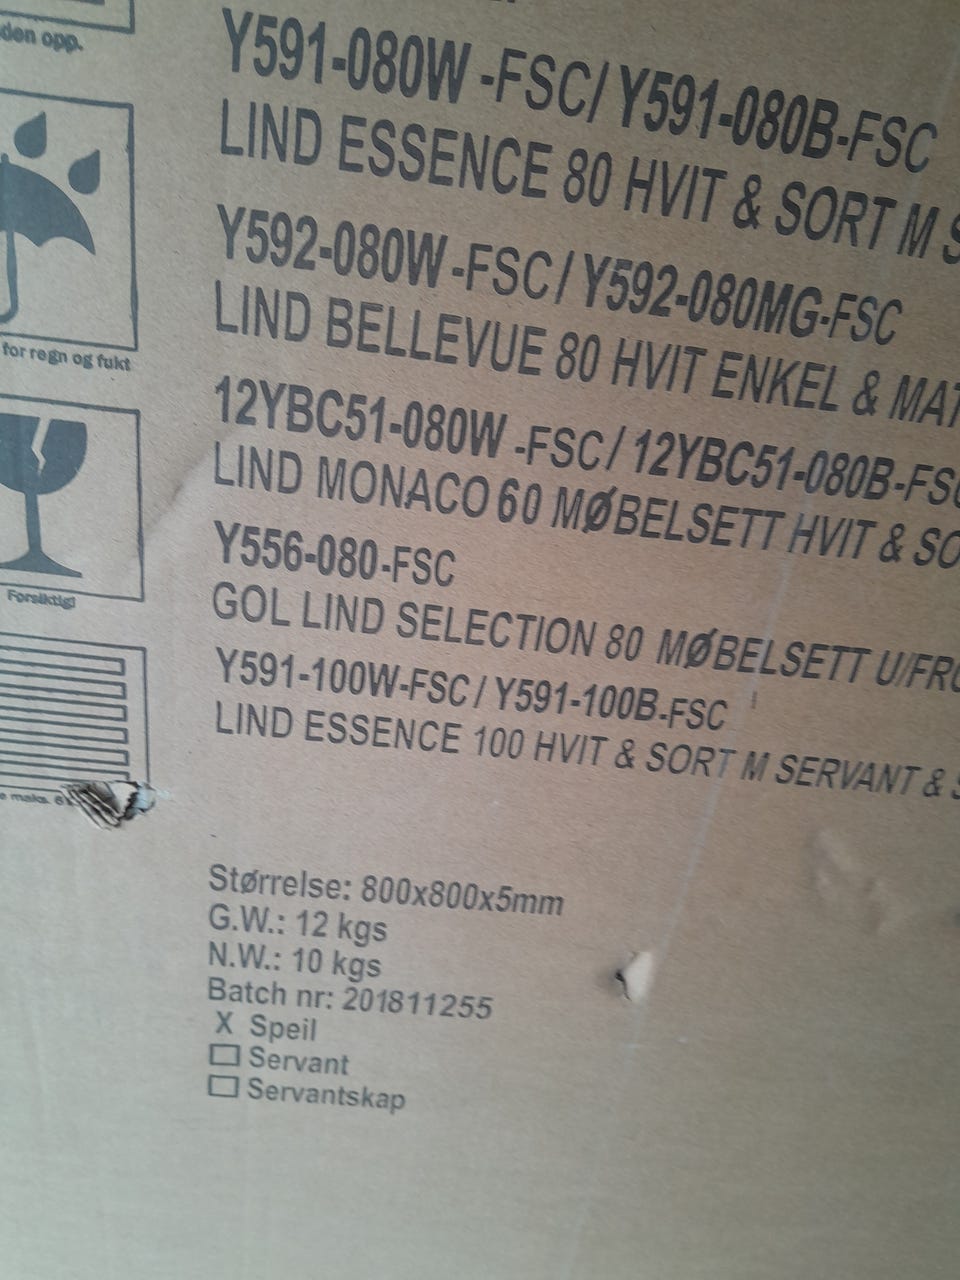 den opp.
Y591-080W -FSC/ Y591-080B-FSC
LIND ESSENCE 80 HVIT & SORT M
Y592-080W -FSC/ Y592-080MG-FSC
LIND BELLEVUE 80 HVIT ENKEL &
for regn og fukt
12YBC51-080W -FSC/ 12YBC51-080B-FS
LIND MONACO 60 MØBELSETT HVIT &
Y556-080-FSC
GOL LIND SELECTION 80 MØBELSETT
Forsiktig!
Y591-100W-FSC/ Y591-100B-FSC
LIND ESSENCE 100 HVIT & SORT M SERVANT &
e maks.
Størrelse: 800x800x5mm
G.W.: 12 kgs
N.W.: 10 kgs
Batch nr: 201811255
X Speil
Servant
Servantskap